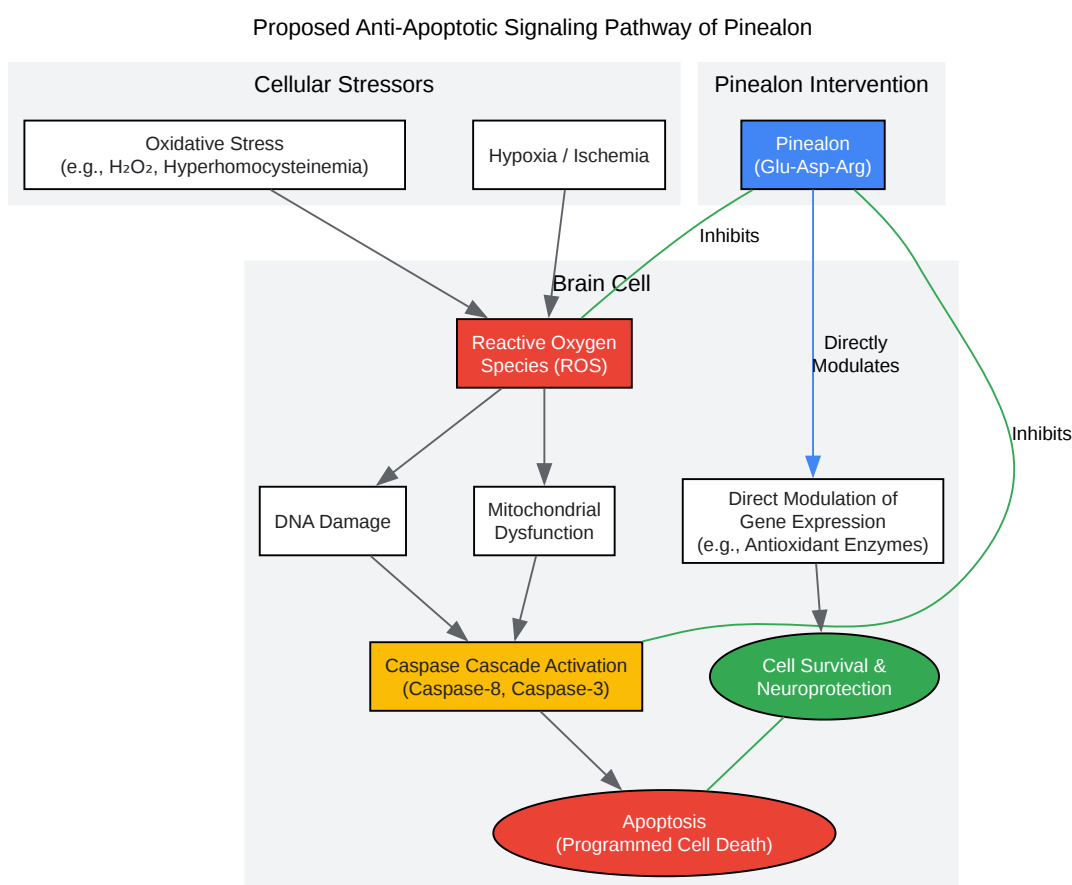 Proposed Anti-Apoptotic Signaling Pathway of Pinealon
Cellular Stressors
Pinealon Intervention
Oxidative Stress
(e.g., H₂O₂, Hyperhomocysteinemia)
Hypoxia / Ischemia
Pinealon
(Glu-Asp-Arg)
Inhibits
Brain Cell
Reactive Oxygen
Species (ROS)
Directly
Modulates
Inhibits
DNA Damage
Mitochondrial
Dysfunction
Direct Modulation of
Gene Expression
(e.g., Antioxidant Enzymes)
Caspase Cascade Activation
(Caspase-8, Caspase-3)
Cell Survival &
Neuroprotection
Apoptosis
(Programmed Cell Death)